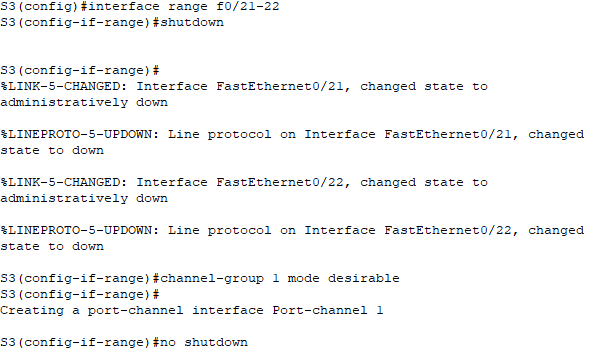 S3(config)#interface range f0/21-22
S3(config-if-range)#shutdown
S3(config-if-range)#
%LINK-5-CHANGED: Interface FastEthernet0/21, changed state to
administratively down
%LINEPROTO-5-UPDOWN: Line protocol on Interface FastEthernet0/21, changed
state to down
%LINK-5-CHANGED: Interface FastEthernet0/22, changed state to
administratively down
%LINEPROTO-5-UPDOWN: Line protocol on Interface FastEthernet0/22, changed
state to down
S3(config-if-range)#channel-group 1 mode desirable
S3(config-if-range)#
Creating a port-channel interface Port-channel 1
S3(config-if-range)#no shutdown